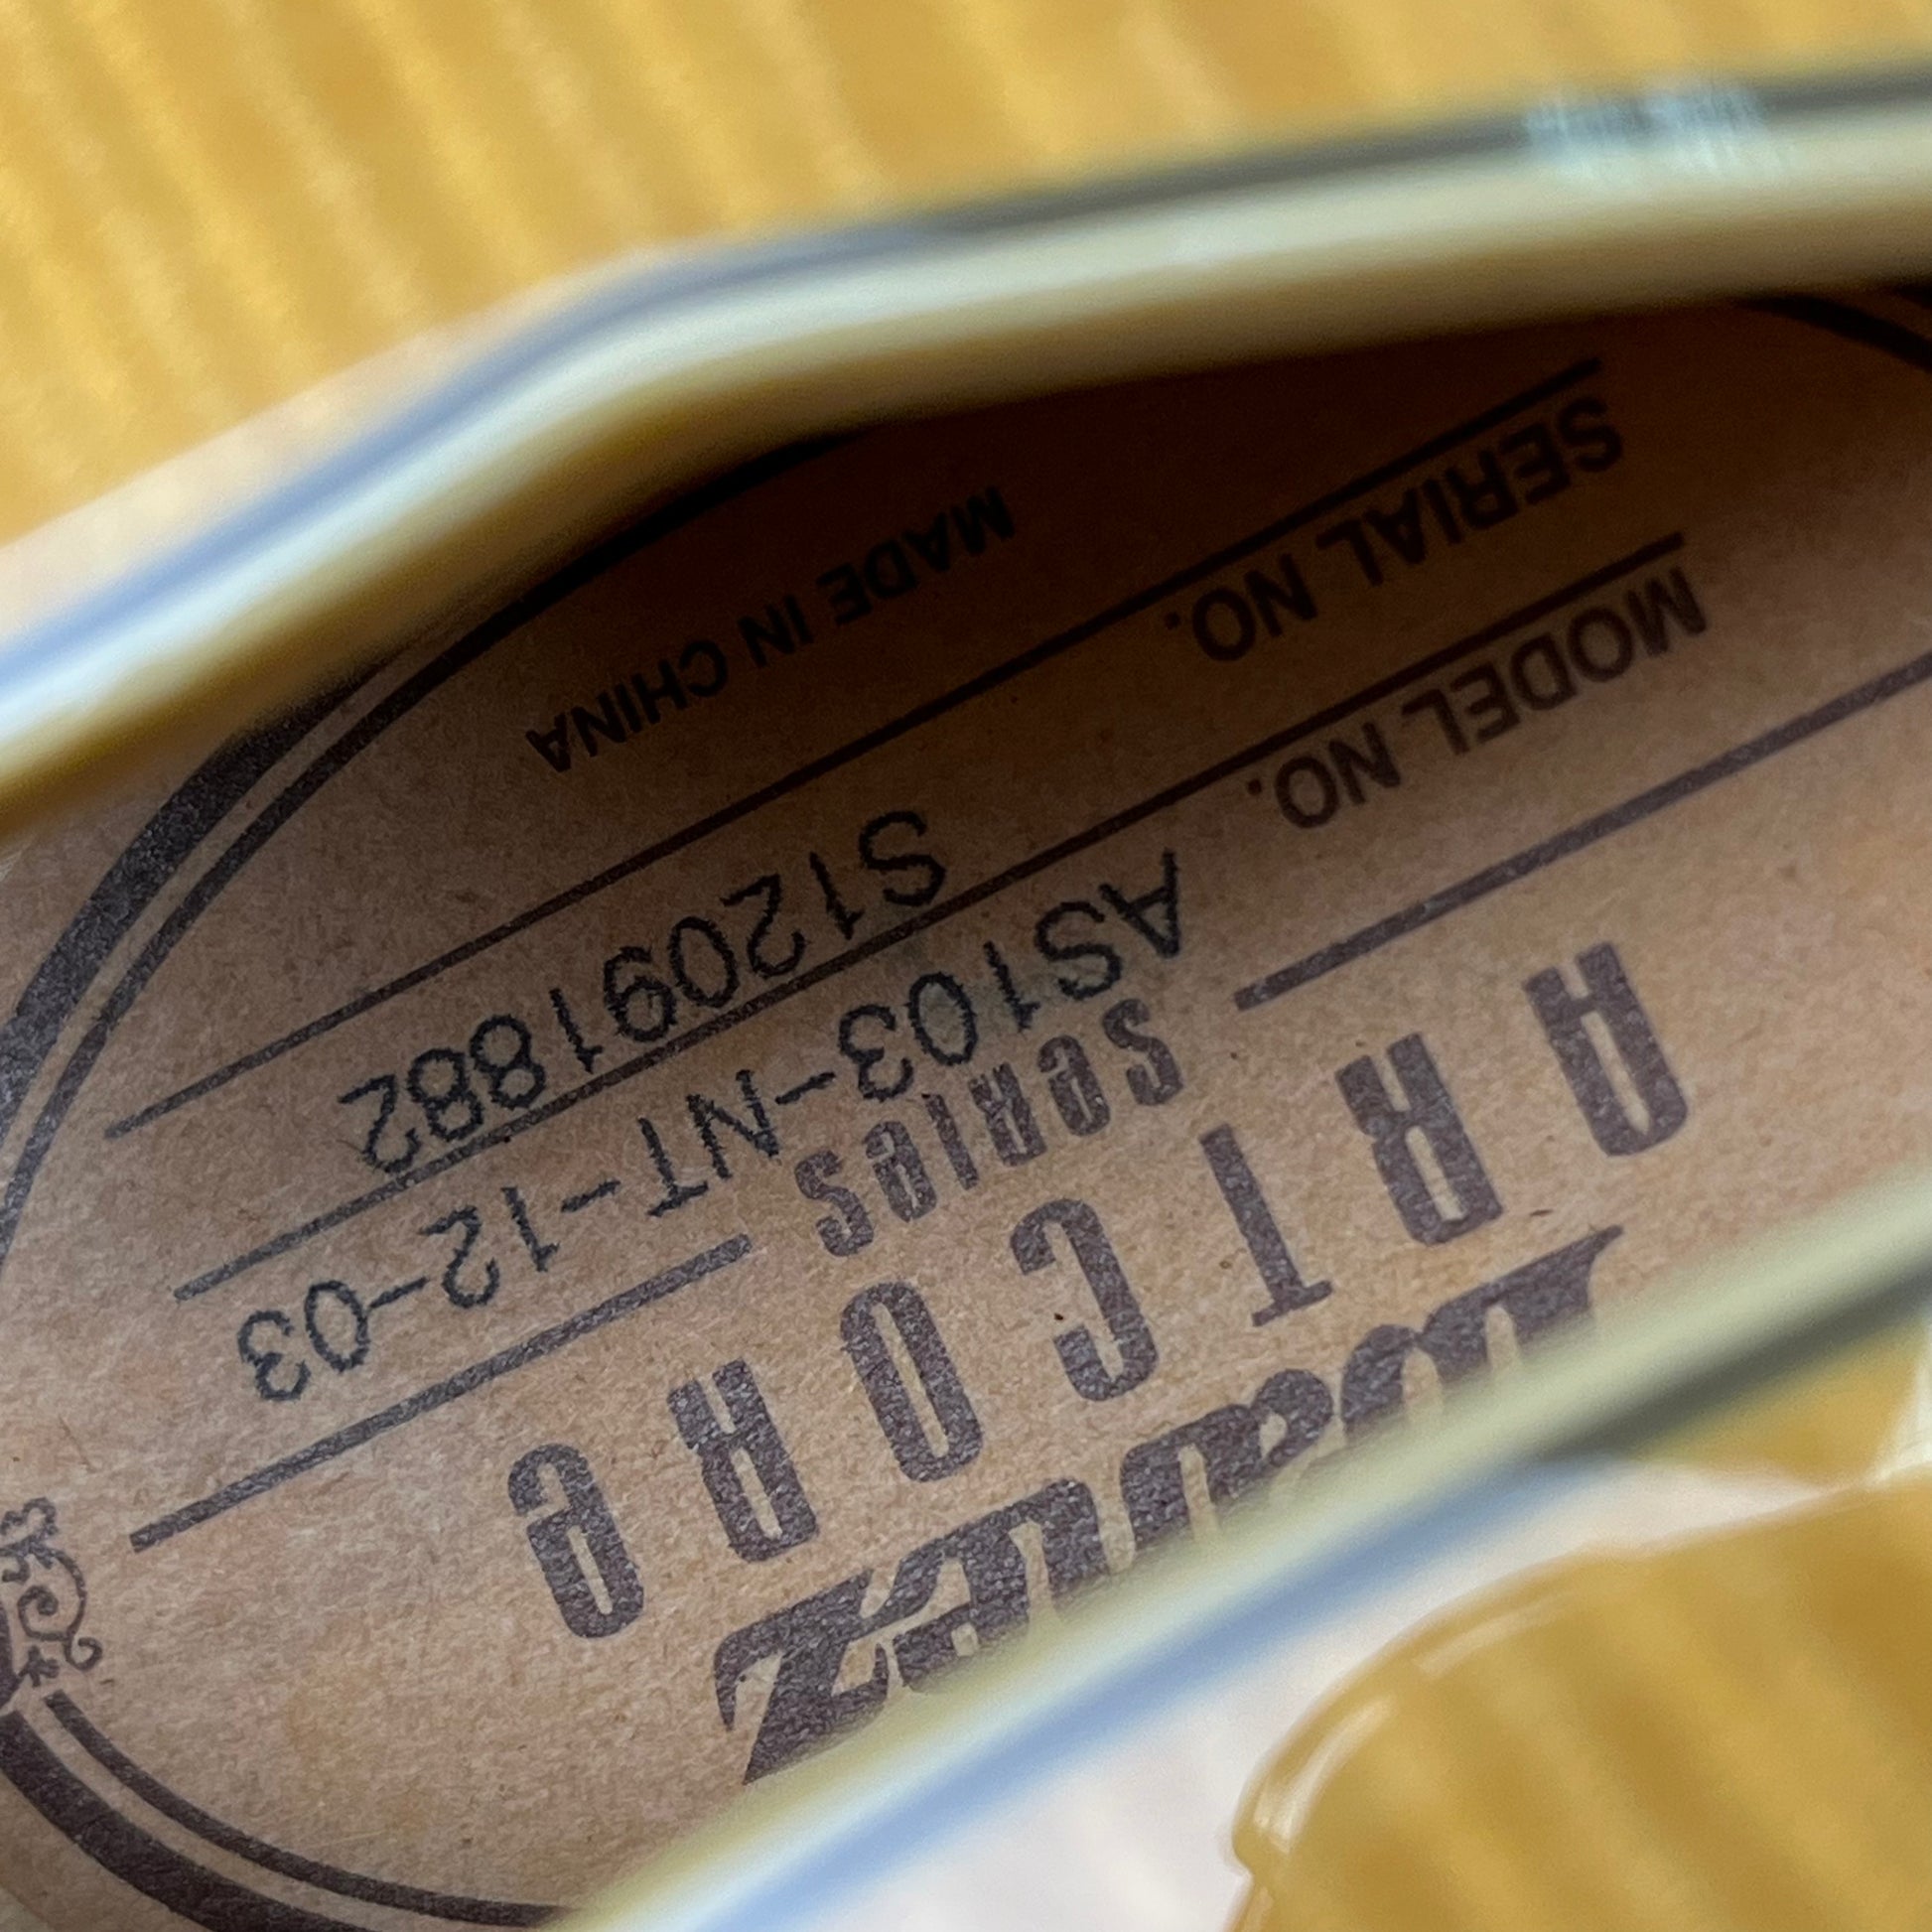 Ibanez
ARTCORE
series
MODEL NO. AS103-NT-12-03
SERIAL NO. S12091882
MADE IN CHINA